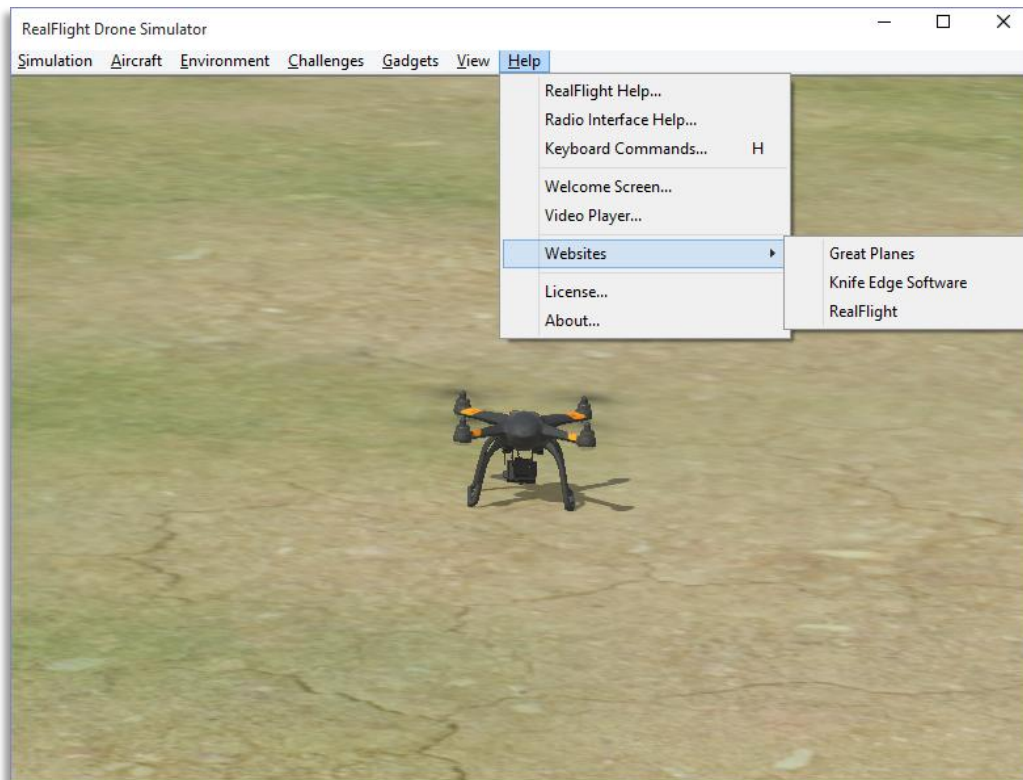 RealFlight Drone Simulator
Simulation Aircraft Environment Challenges Gadgets View Help
RealFlight Help...
Radio Interface Help...
Keyboard Commands... H
Welcome Screen...
Video Player...
Websites
Great Planes
Knife Edge Software
RealFlight
License...
About...